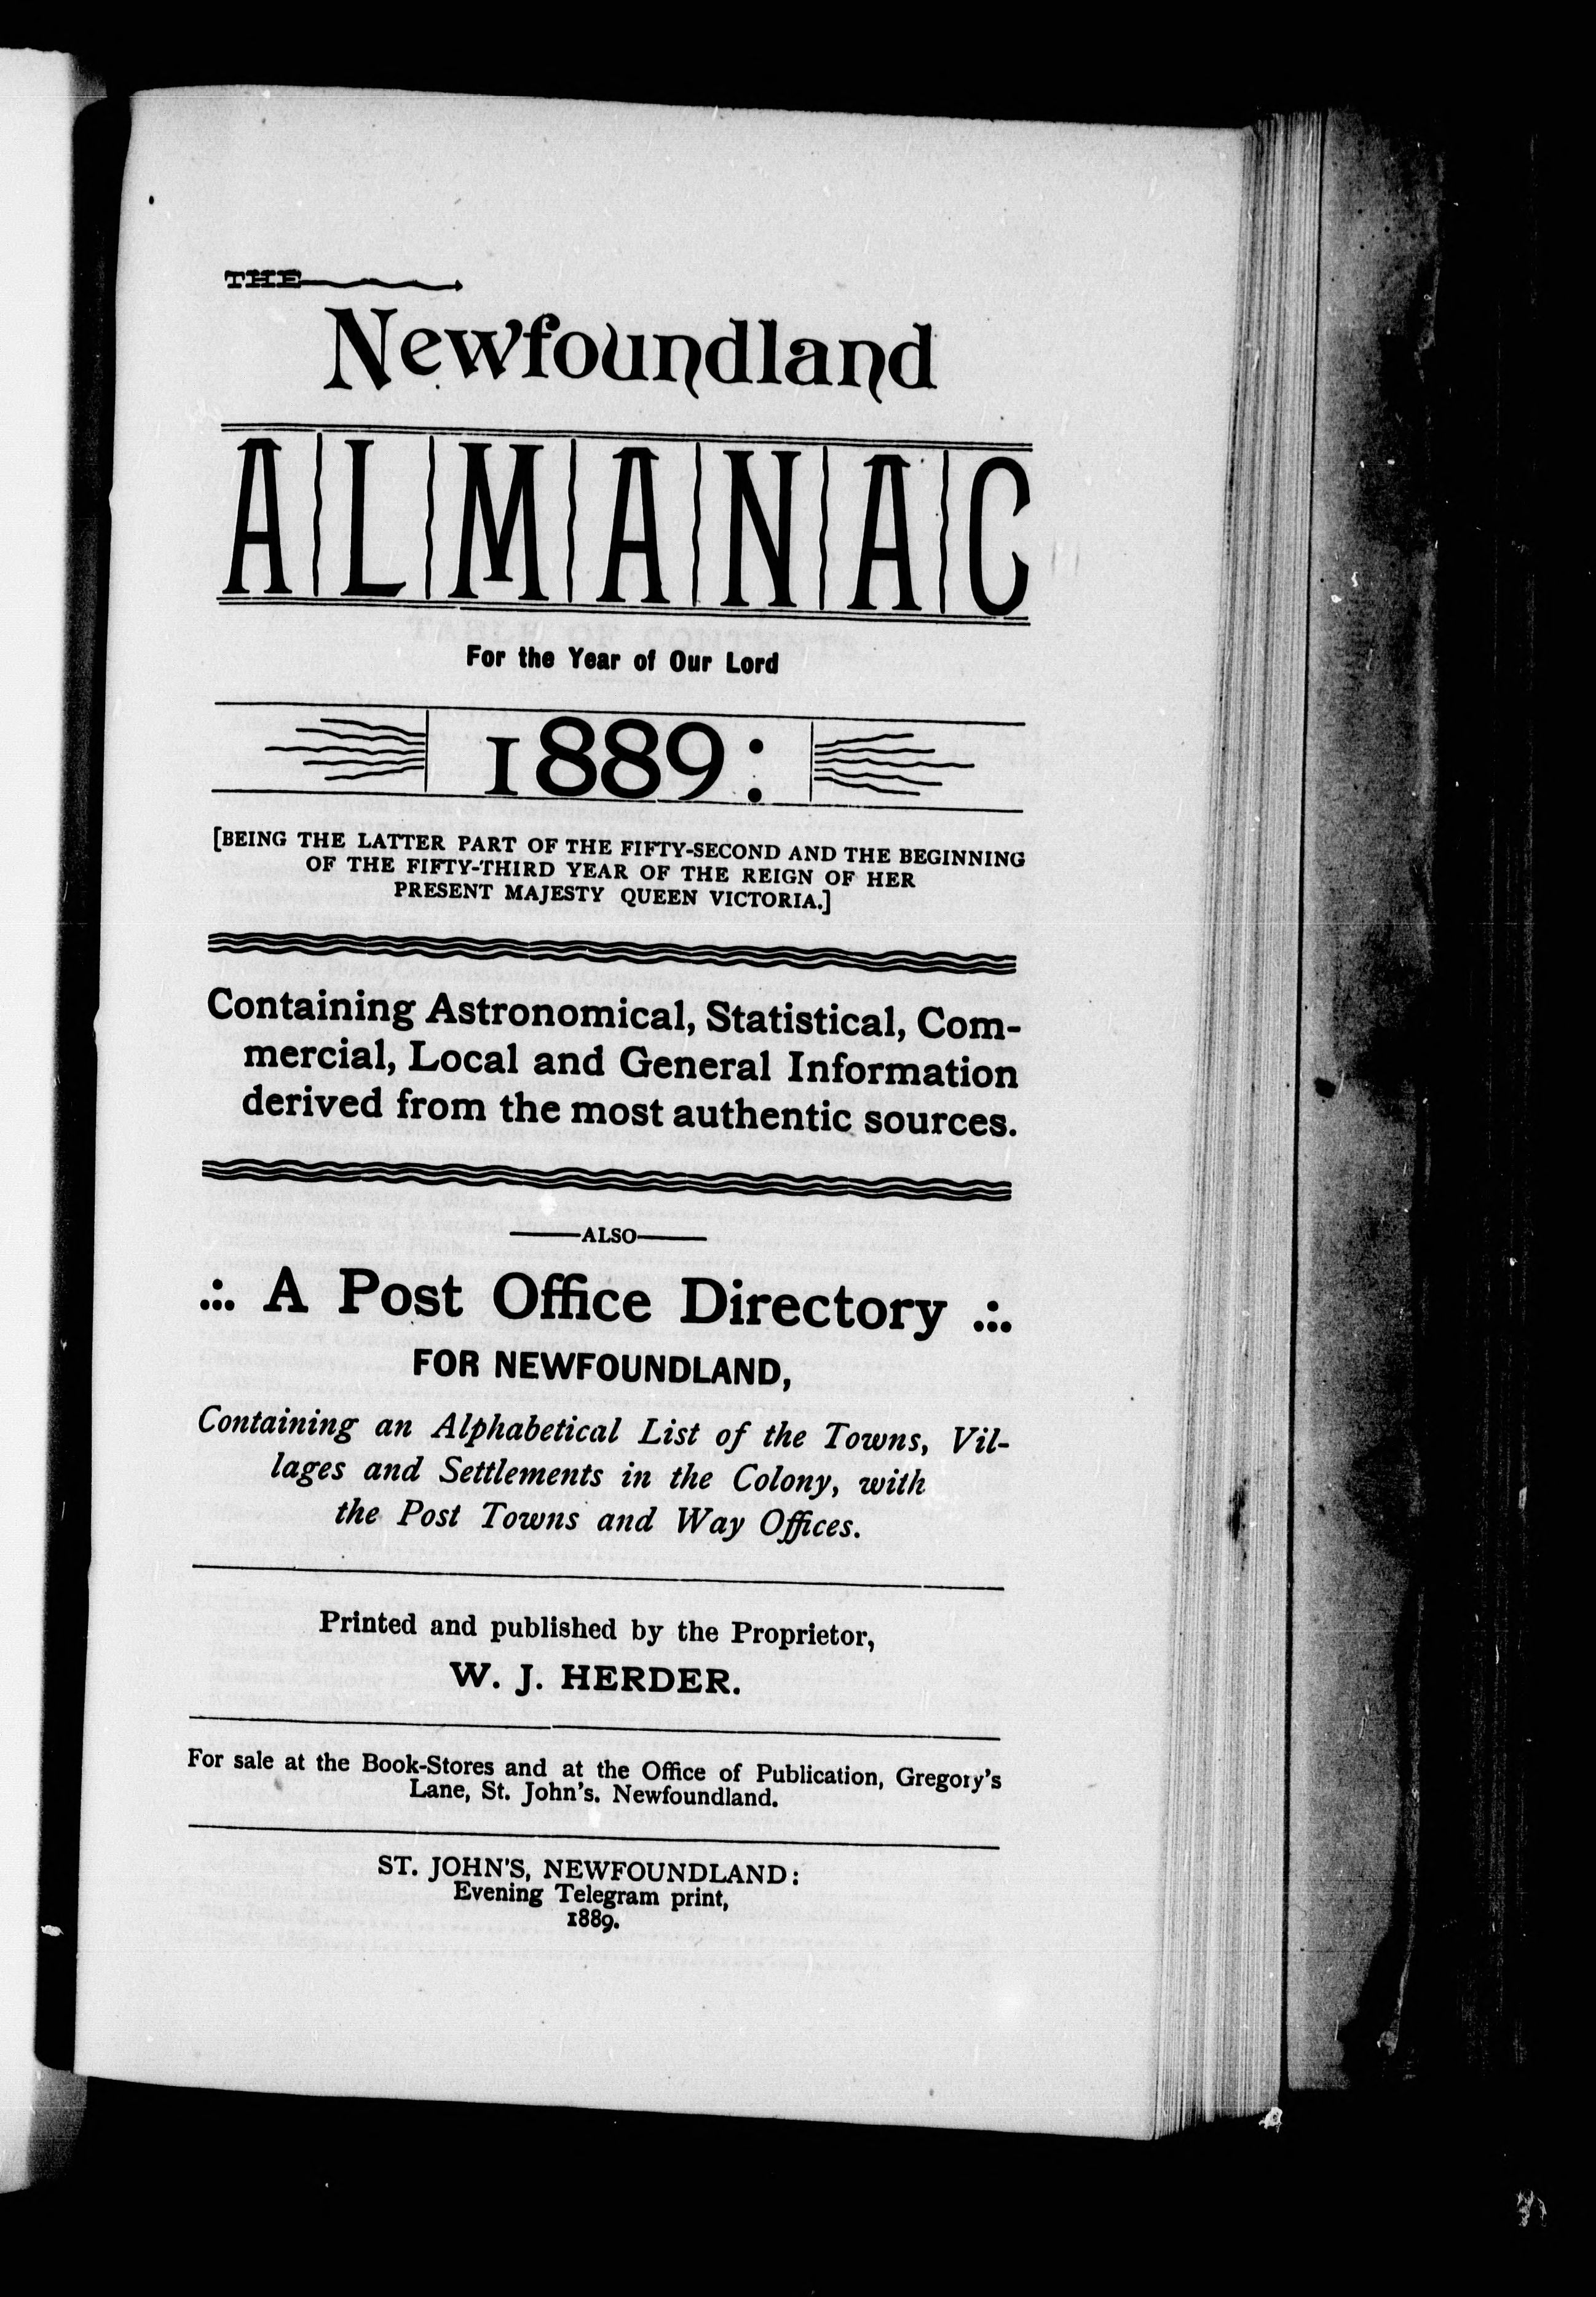 THE
Newfoundland
ALMANAC
For the Year of Our Lord
1889:
[BEING THE LATTER PART OF THE FIFTY-SECOND AND THE BEGINNING
OF THE FIFTY-THIRD YEAR OF THE REIGN OF HER
PRESENT MAJESTY QUEEN VICTORIA.]
Containing Astronomical, Statistical, Com-
mercial, Local and General Information
derived from the most authentic sources.
ALSO
A Post Office Directory
FOR NEWFOUNDLAND,
Containing an Alphabetical List of the Towns, Vil-
lages and Settlements in the Colony, with
the Post Towns and Way Offices.
Printed and published by the Proprietor,
W. J. HERDER.
For sale at the Book-Stores and at the Office of Publication, Gregory's
Lane, St. John's. Newfoundland.
ST. JOHN'S, NEWFOUNDLAND:
Evening Telegram print,
1889.